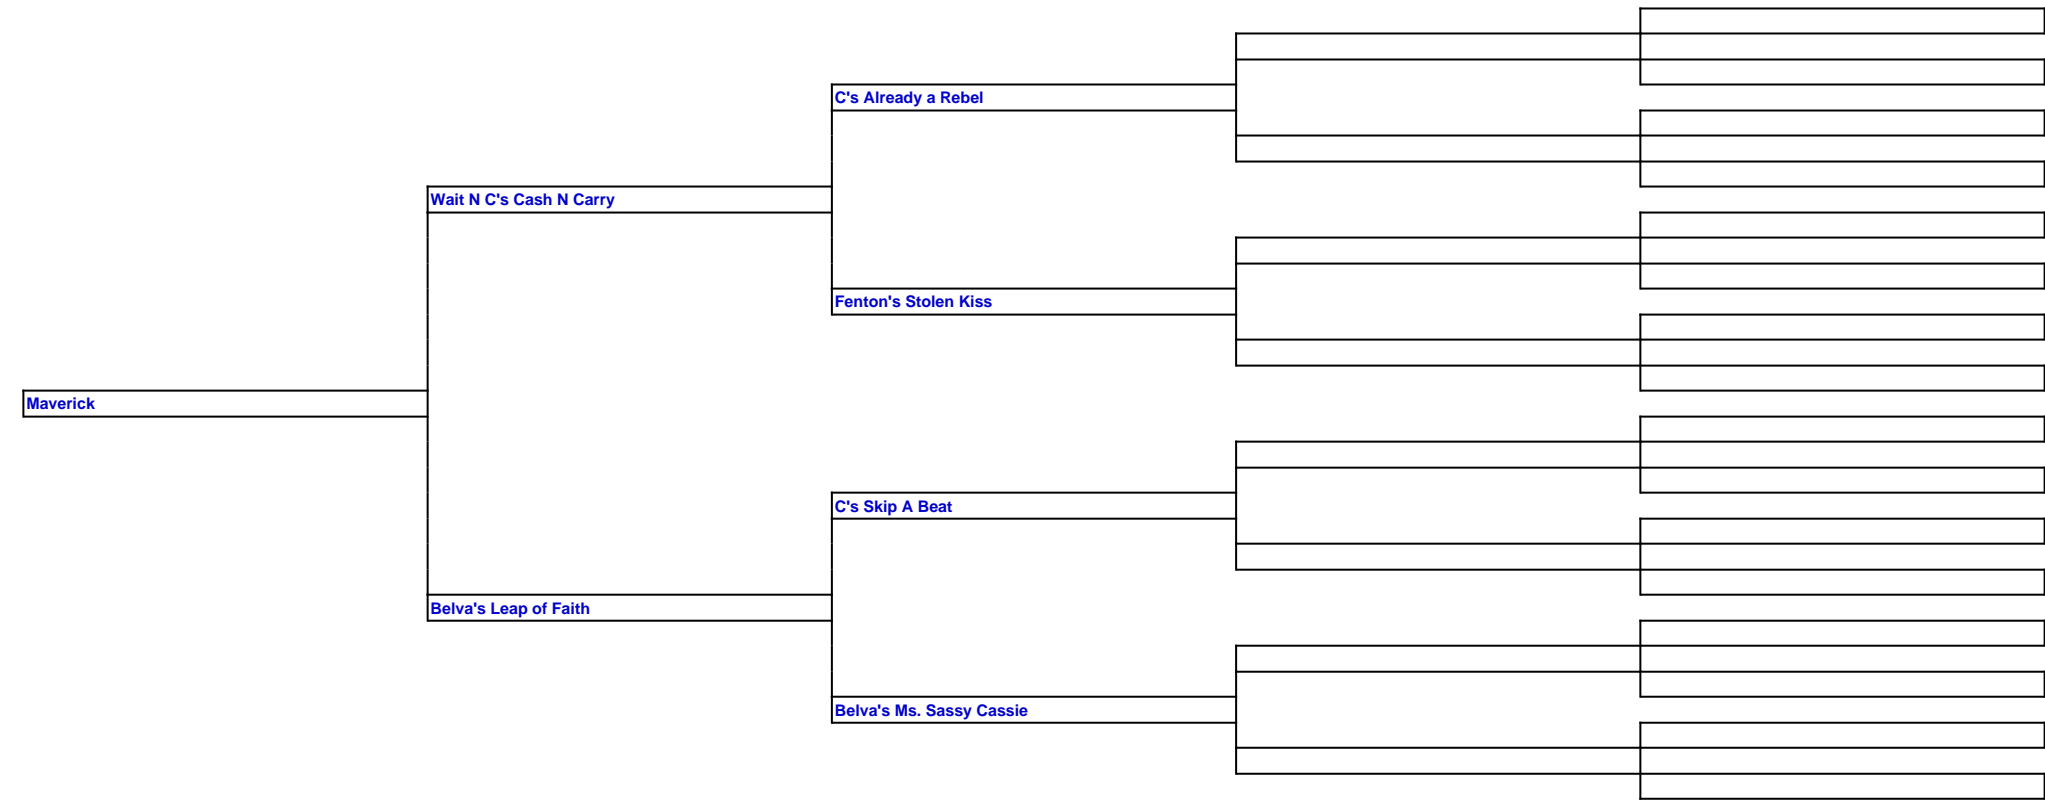 C's Already a Rebel
Wait N C's Cash N Carry
Fenton's Stolen Kiss
Maverick
C's Skip A Beat
Belva's Leap of Faith
Belva's Ms. Sassy Cassie